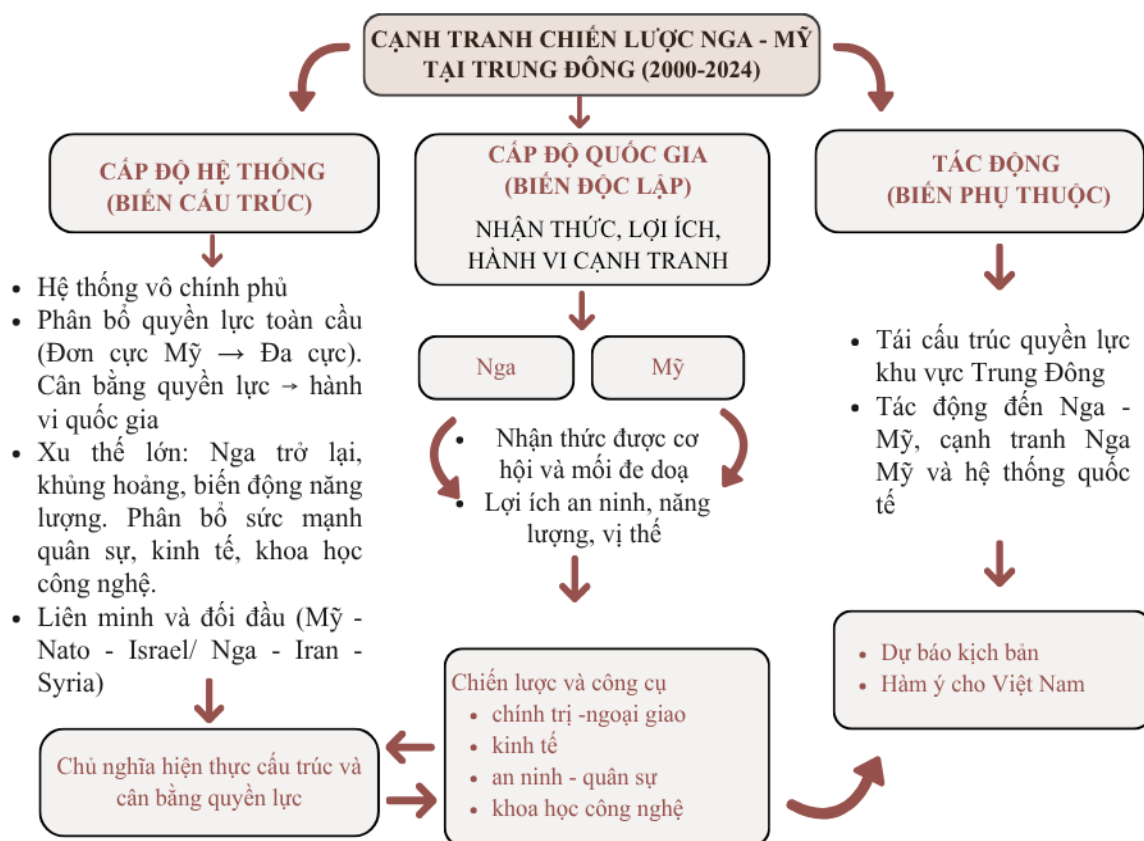 CẠNH TRANH CHIẾN LƯỢC NGA - MỸ
TẠI TRUNG ĐÔNG (2000-2024)
CẤP ĐỘ HỆ THỐNG
(BIẾN CẤU TRÚC)
• Hệ thống vô chính phủ
• Phân bổ quyền lực toàn cầu
(Đơn cực Mỹ → Đa cực).
Cân bằng quyền lực → hành
vi quốc gia
• Xu thế lớn: Nga trở lại,
khủng hoảng, biến động năng
lượng. Phân bổ sức mạnh
quân sự, kinh tế, khoa học
công nghệ.
• Liên minh và đối đầu (Mỹ -
Nato - Israel/ Nga - Iran -
Syria)
Chủ nghĩa hiện thực cấu trúc và
cân bằng quyền lực
CẤP ĐỘ QUỐC GIA
(BIẾN ĐỘC LẬP)
NHẬN THỨC, LỢI ÍCH,
HÀNH VI CẠNH TRANH
Nga
Mỹ
• Nhận thức được cơ
hội và mối đe doạ
• Lợi ích an ninh, năng
lượng, vị thế
Chiến lược và công cụ
• chính trị -ngoại giao
• kinh tế
• an ninh - quân sự
• khoa học công nghệ
TÁC ĐỘNG
(BIẾN PHỤ THUỘC)
• Tái cấu trúc quyền lực
khu vực Trung Đông
• Tác động đến Nga -
Mỹ, cạnh tranh Nga
Mỹ và hệ thống quốc
tế
• Dự báo kịch bản
• Hàm ý cho Việt Nam